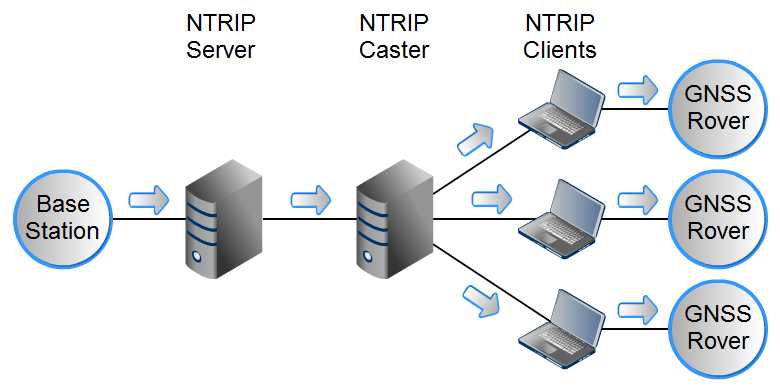 NTRIP
Server
NTRIP
Caster
NTRIP
Clients
Base
Station
GNSS
Rover
GNSS
Rover
GNSS
Rover